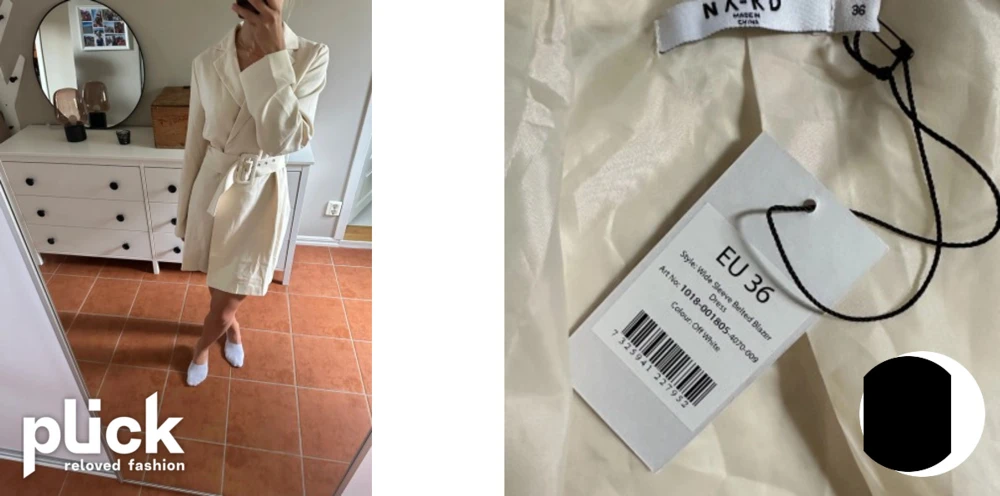 plick
reloved fashion
NA-KD
MADE IN
CHINA
36
EU 36
Style: Wide Sleeve Belted Blazer
Dress
Art No: 1018-001805-4070-009
Colour: Off White
7 325941 227952